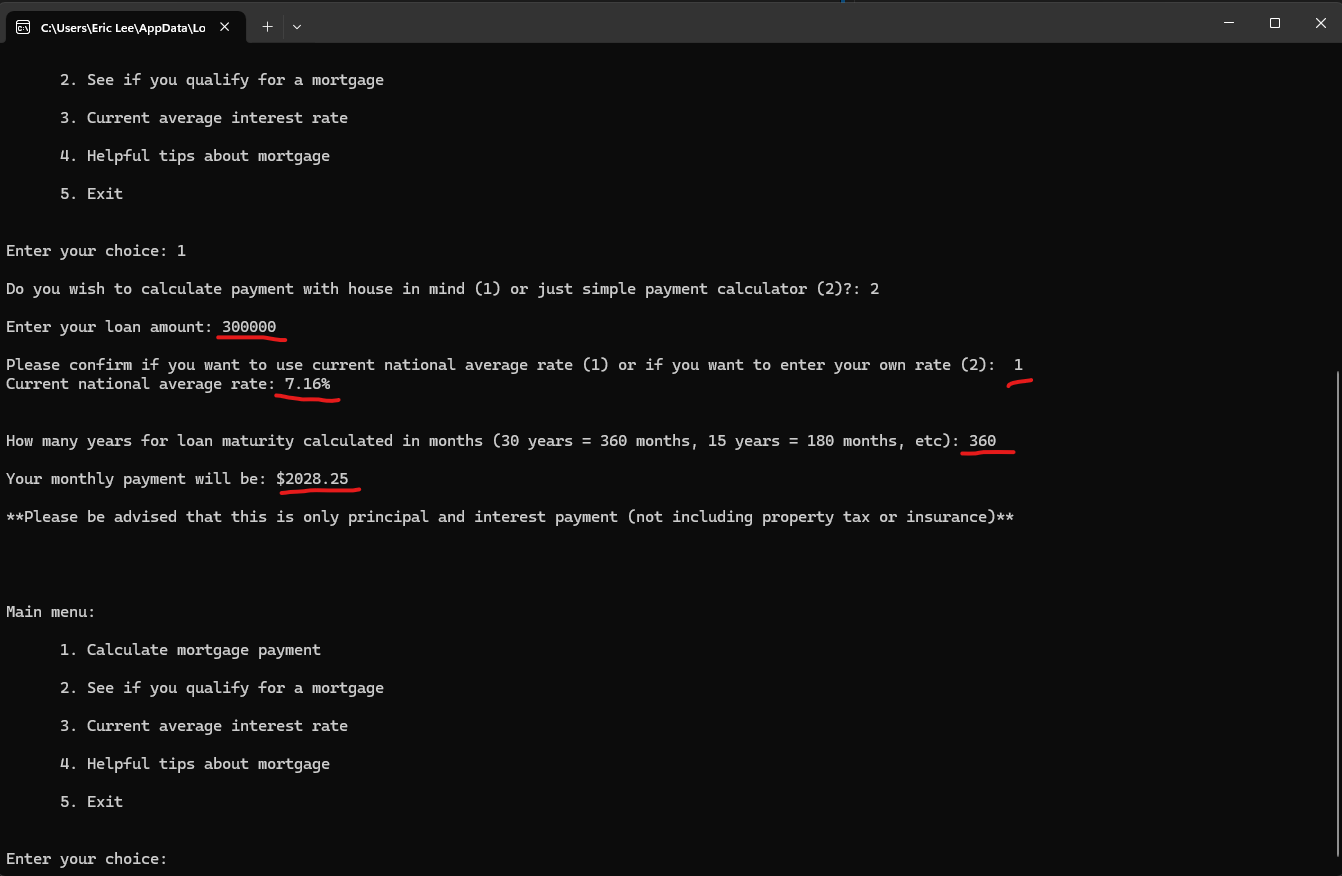 C:\Users\Eric Lee\AppData\Lo
2. See if you qualify for a mortgage
3. Current average interest rate
4. Helpful tips about mortgage
5. Exit
Enter your choice: 1
Do you wish to calculate payment with house in mind (1) or just simple payment calculator (2)?: 2
Enter your loan amount: 300000
Please confirm if you want to use current national average rate (1) or if you want to enter your own rate (2):  1
Current national average rate: 7.16%
How many years for loan maturity calculated in months (30 years = 360 months, 15 years = 180 months, etc): 360
Your monthly payment will be: $2028.25
**Please be advised that this is only principal and interest payment (not including property tax or insurance)**
Main menu:
1. Calculate mortgage payment
2. See if you qualify for a mortgage
3. Current average interest rate
4. Helpful tips about mortgage
5. Exit
Enter your choice: